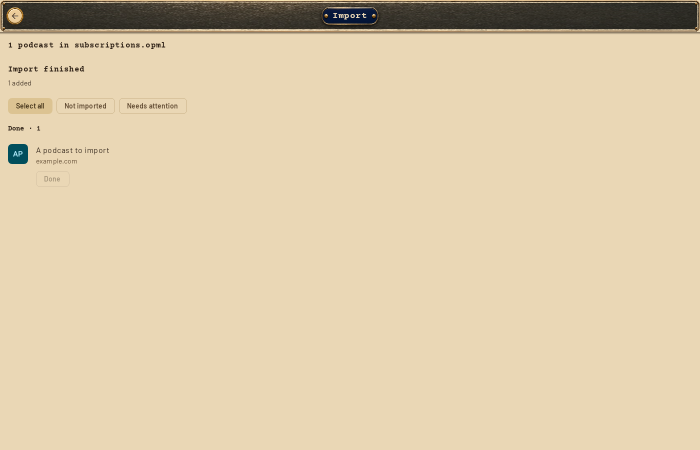 Import
1 podcast in subscriptions.opml
Import finished
1 added
Select all
Not imported
Needs attention
Done · 1
AP
A podcast to import
example.com
Done